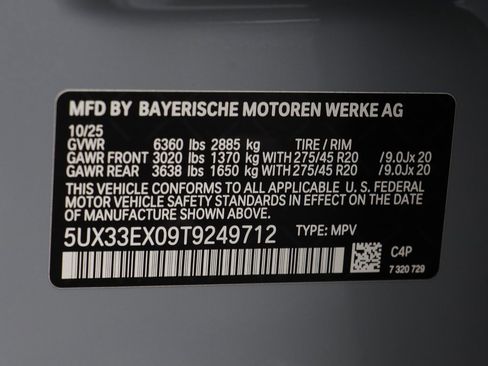 MFD BY BAYERISCHE MOTOREN WERKE AG
10/25
GVWR 6360 lbs 2885 kg TIRE / RIM
GAWR FRONT 3020 lbs 1370 kg WITH 275/45 R20 / 9.0Jx 20
GAWR REAR 3638 lbs 1650 kg WITH 275/45 R20 / 9.0Jx 20
THIS VEHICLE CONFORMS TO ALL APPLICABLE U. S. FEDERAL
MOTOR VEHICLE SAFETY STANDARDS IN EFFECT ON THE
DATE OF MANUFACTURE SHOWN ABOVE.
5UX33EX09T9249712 TYPE: MPV
C4P
7 320 729